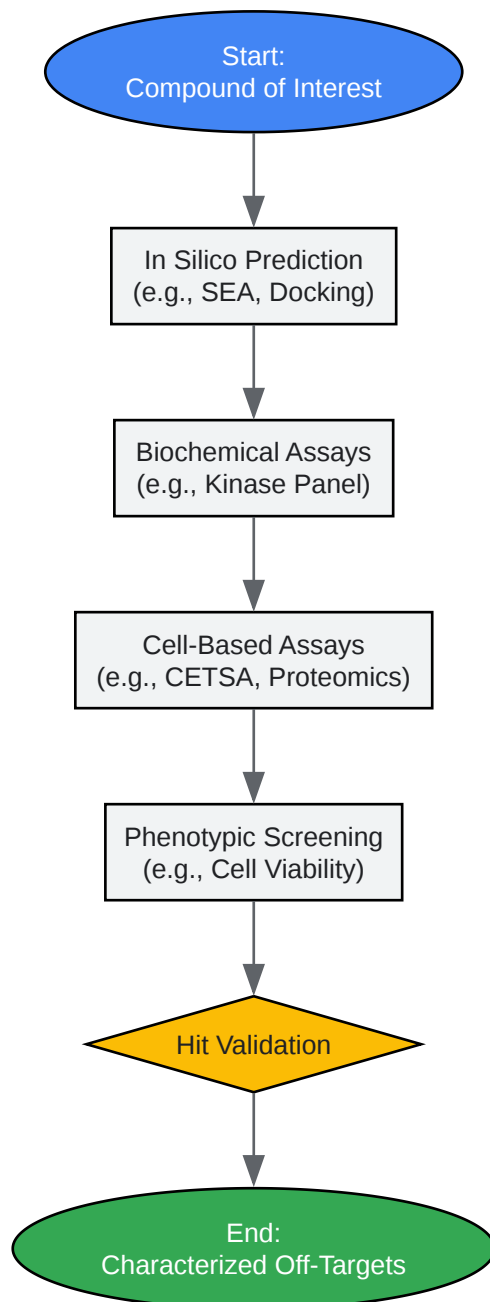 Start:
Compound of Interest
In Silico Prediction
(e.g., SEA, Docking)
Biochemical Assays
(e.g., Kinase Panel)
Cell-Based Assays
(e.g., CETSA, Proteomics)
Phenotypic Screening
(e.g., Cell Viability)
Hit Validation
End:
Characterized Off-Targets